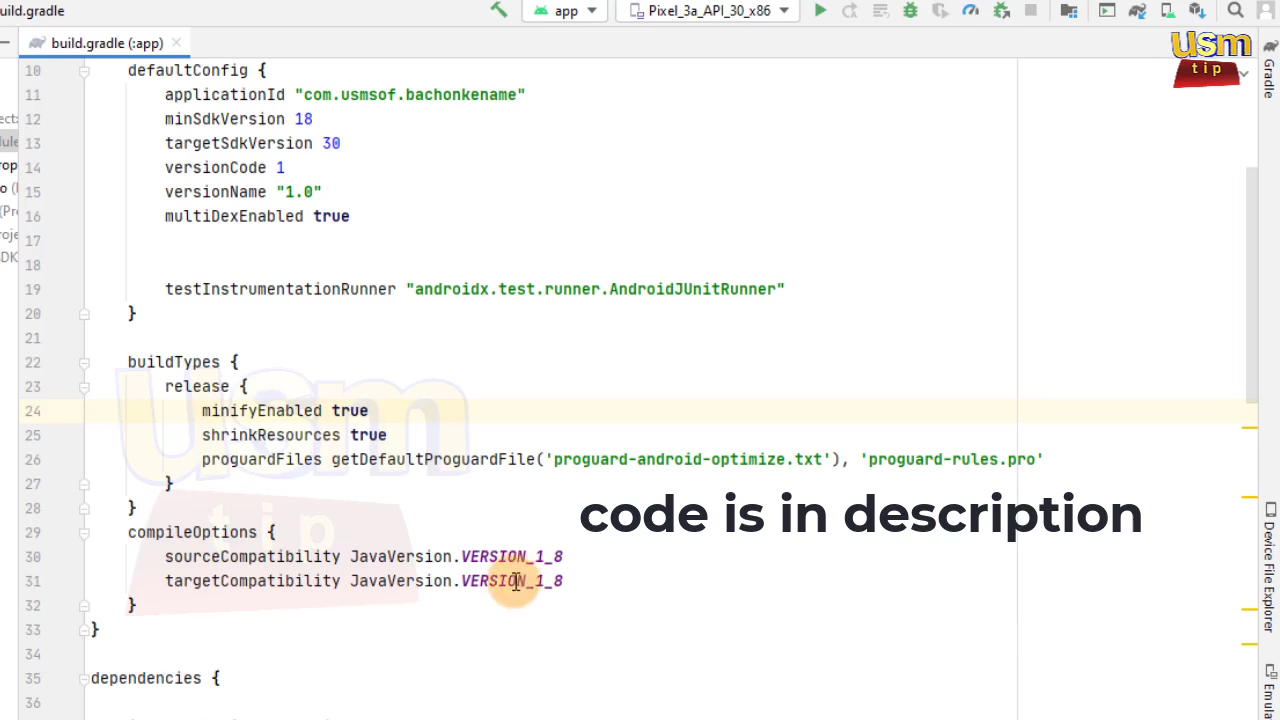 uild.gradle
app
Pixel_3a_API_30_x86
build.gradle (:app)
usm
tip
Gradle
10 defaultConfig {
11 applicationId "com.usmsof.bachonkename"
12 minSdkVersion 18
13 targetSdkVersion 30
14 versionCode 1
15 versionName "1.0"
16 multiDexEnabled true
17
18
19 testInstrumentationRunner "androidx.test.runner.AndroidJUnitRunner"
20 }
21
22 buildTypes {
23 release {
24 minifyEnabled true
25 shrinkResources true
26 proguardFiles getDefaultProguardFile('proguard-android-optimize.txt'), 'proguard-rules.pro'
27 }
28 }
code is in description
29 compileOptions {
30 sourceCompatibility JavaVersion.VERSION_1_8
31 targetCompatibility JavaVersion.VERSION_1_8
32 }
33 }
34
35 dependencies {
36
usm
tip
Device File Explorer
Emula